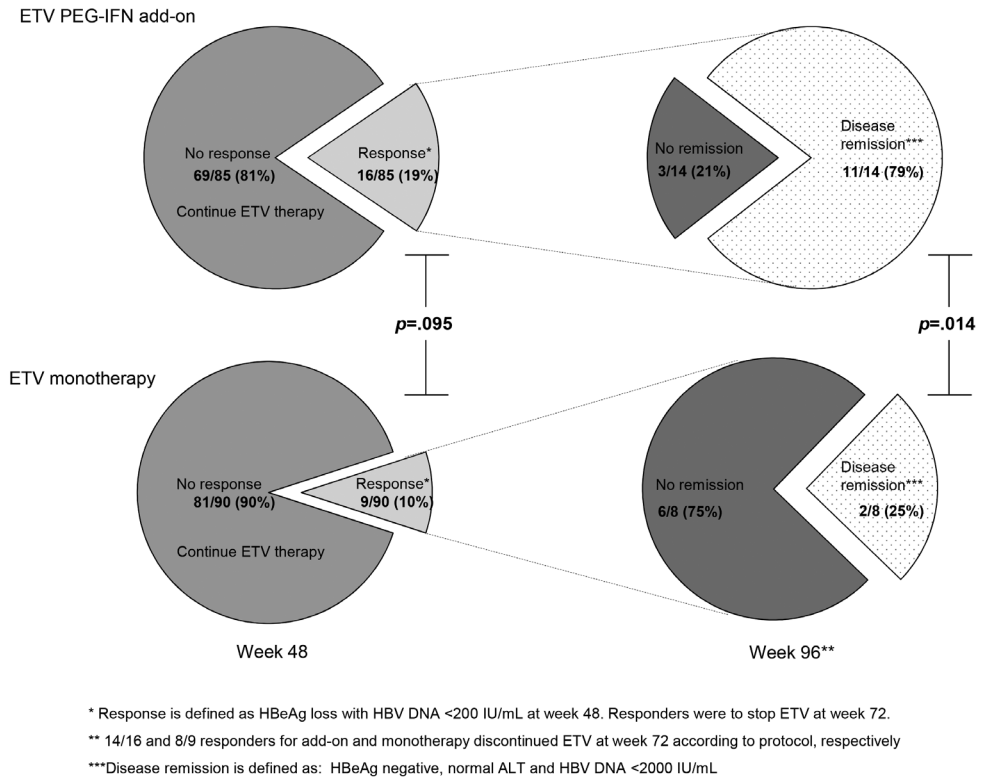 ETV PEG-IFN add-on
No response
69/85 (81%)
Continue ETV therapy
Response*
16/85 (19%)
No remission
3/14 (21%)
Disease
remission***
11/14 (79%)
p=.095
p=.014
ETV monotherapy
No response
81/90 (90%)
Continue ETV therapy
Response*
9/90 (10%)
No remission
6/8 (75%)
Disease
remission***
2/8 (25%)
Week 48
Week 96**
* Response is defined as HBeAg loss with HBV DNA <200 IU/mL at week 48. Responders were to stop ETV at week 72.
** 14/16 and 8/9 responders for add-on and monotherapy discontinued ETV at week 72 according to protocol, respectively
***Disease remission is defined as: HBeAg negative, normal ALT and HBV DNA <2000 IU/mL